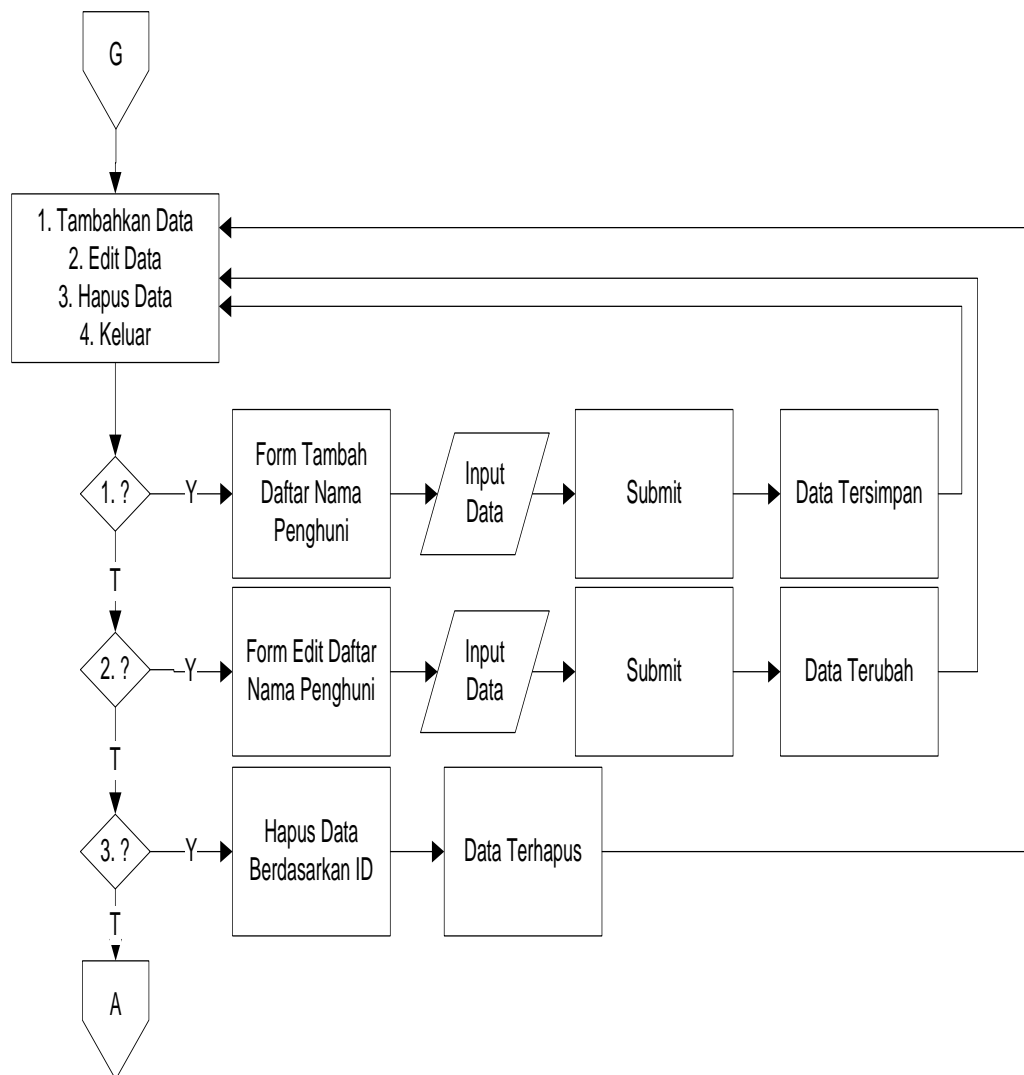 G
1. Tambahkan Data
2. Edit Data
3. Hapus Data
4. Keluar
1. ?
Y
Form Tambah
Daftar Nama
Penghuni
Input
Data
Submit
Data Tersimpan
T
2. ?
Y
Form Edit Daftar
Nama Penghuni
Input
Data
Submit
Data Terubah
T
3. ?
Y
Hapus Data
Berdasarkan ID
Data Terhapus
T
A